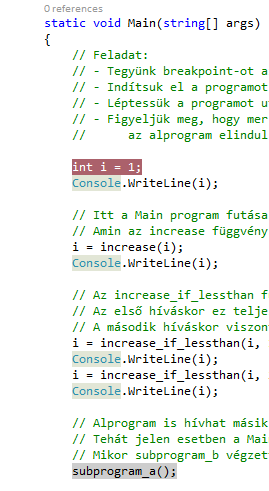 0 references
static void Main(string[] args)
{
// Feladat:
// - Tegyünk breakpoint-ot a
// - Indítsuk el a programot
// - Léptessük a programot u
// - Figyeljük meg, hogy mer
// az alprogram elindul
int i = 1;
Console.WriteLine(i);
// Itt a Main program futása
// Amin az increase függvény
i = increase(i);
Console.WriteLine(i);
// Az increase_if_lessthan f
// Az első híváskor ez telje
// A második híváskor viszon
i = increase_if_lessthan(i,
Console.WriteLine(i);
i = increase_if_lessthan(i,
Console.WriteLine(i);
// Alprogram is hívhat másik
// Tehát jelen esetben a Mai
// Mikor subprogram_b végzet
subprogram_a();